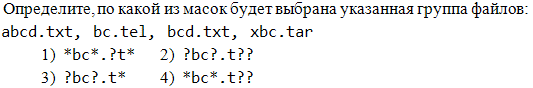 Определите, по какой из масок будет выбрана указанная группа файлов:
abcd.txt, bc.tel, bcd.txt, xbc.tar
1) *bc*.?t* 2) ?bc?.t??
3) ?bc?.t* 4) *bc*.t??